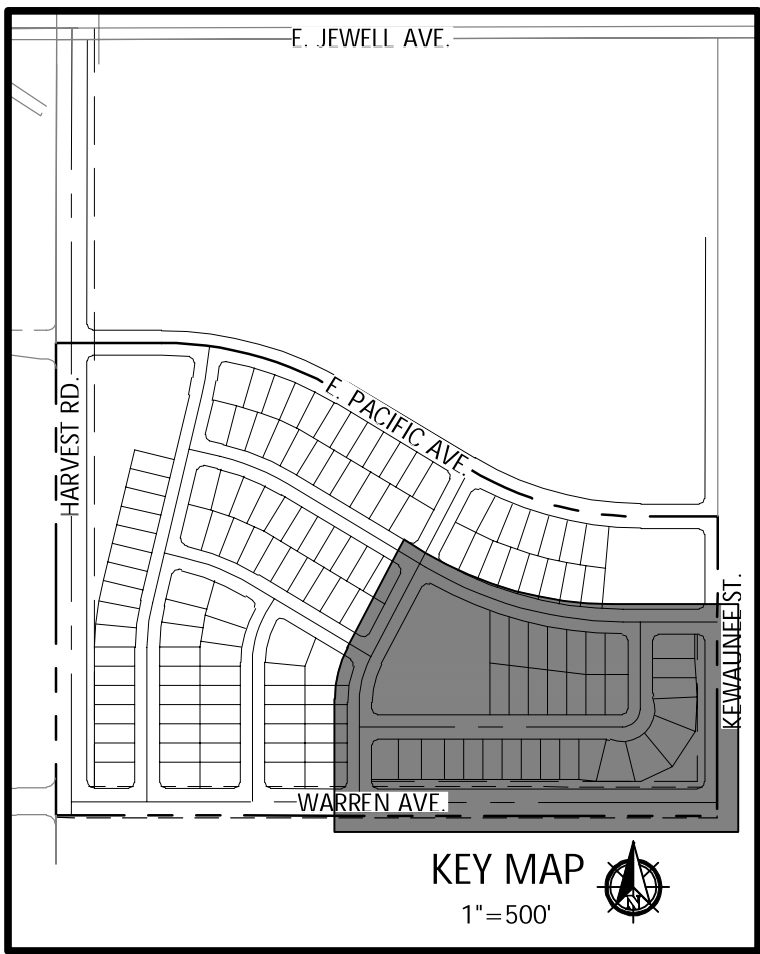 E. JEWELL AVE.
E. PACIFIC AVE.
HARVEST RD.
KEWAUNEE ST.
WARREN AVE.
KEY MAP
N
1"=500'